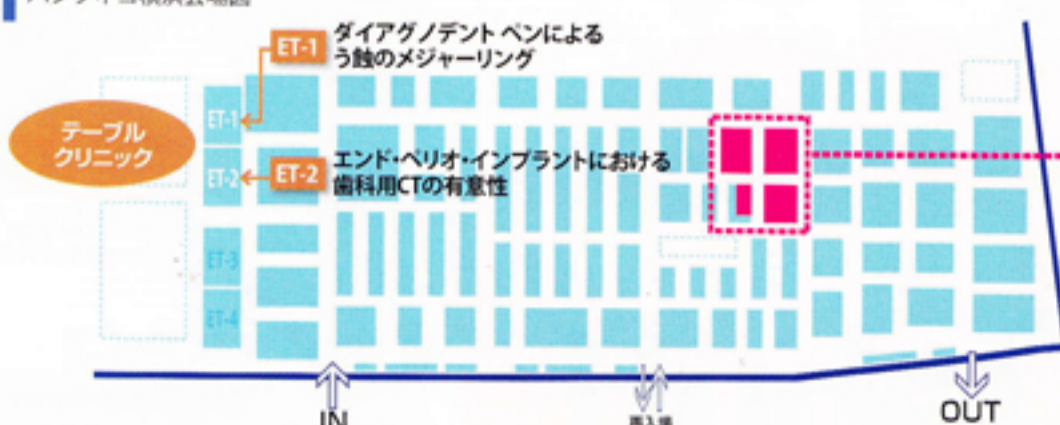 ET-1
ダイアグノデント ペンによる
う蝕のメジャーリング
テーブル
クリニック
ET-1
ET-2
ET-2
エンド・ペリオ・インプラントにおける
歯科用CTの有意性
ET-3
ET-4
IN
再入場
OUT